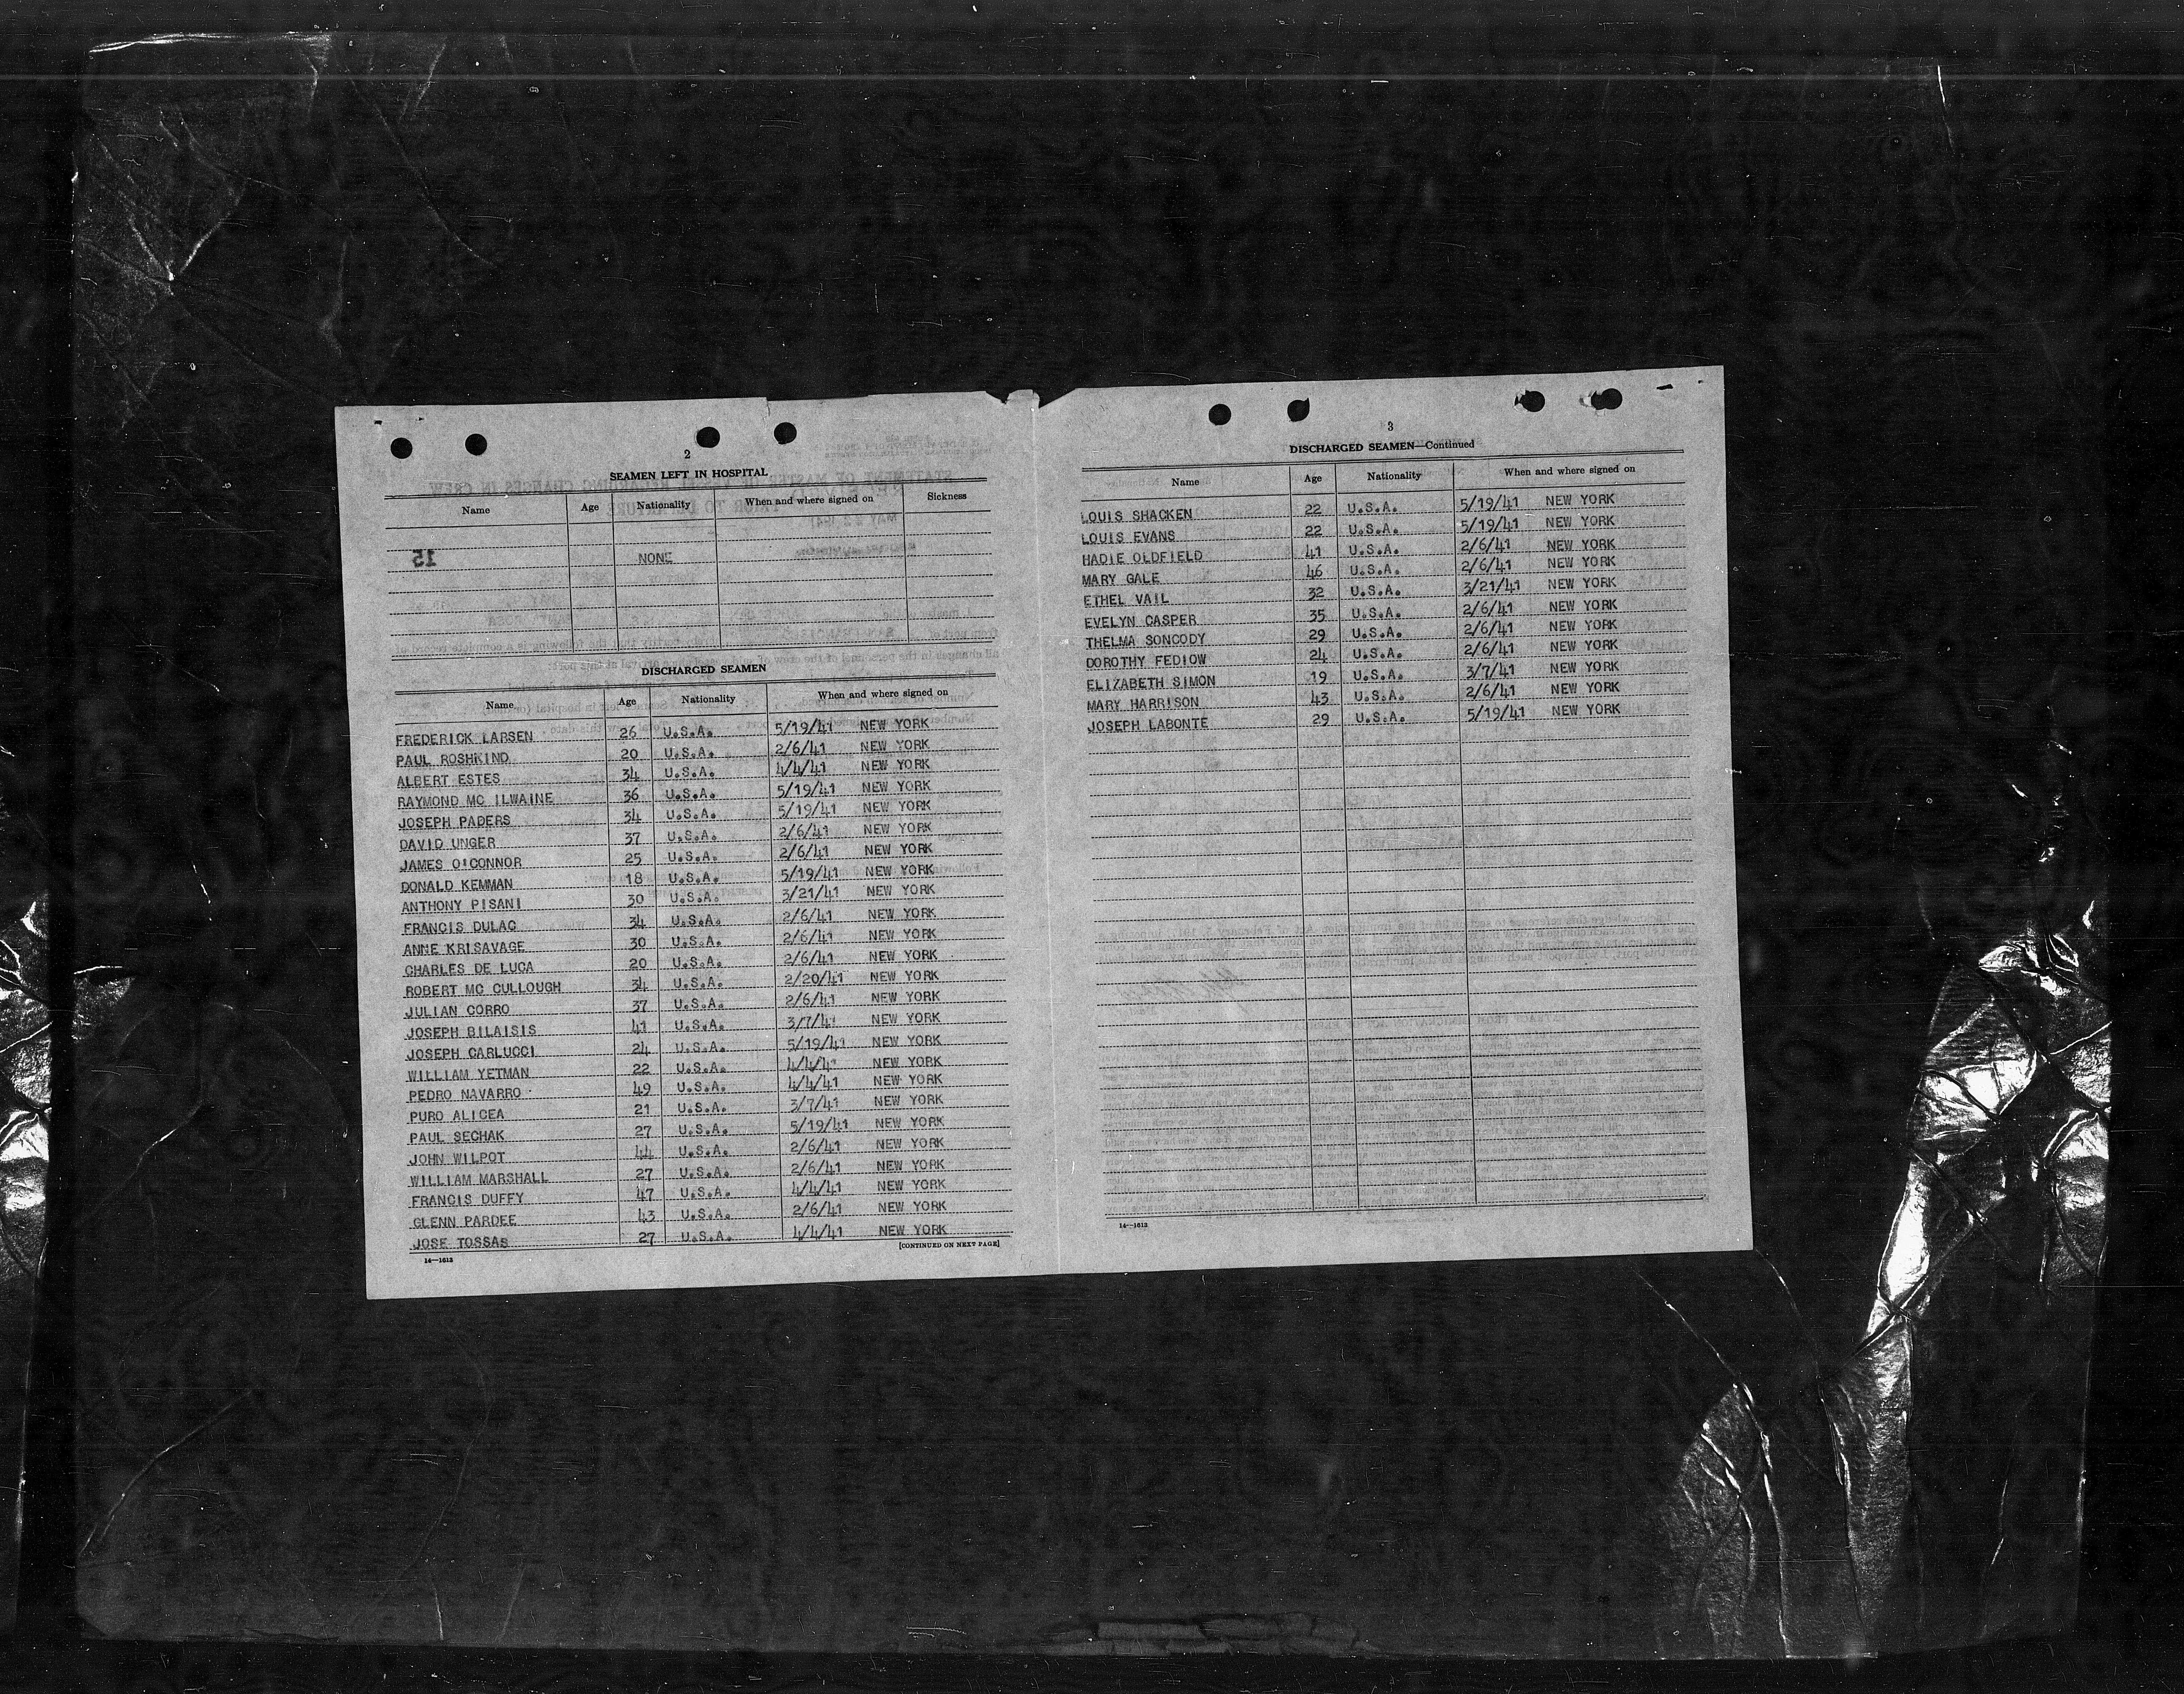 2
SEAMEN LEFT IN HOSPITAL
Name Age Nationality When and where signed on Sickness
15 NONE
DISCHARGED SEAMEN
Name Age Nationality When and where signed on
FREDERICK LARSEN 26 U.S.A. 5/19/41 NEW YORK
PAUL ROSHKIND 20 U.S.A. 2/6/41 NEW YORK
ALBERT ESTES 34 U.S.A. 4/4/41 NEW YORK
RAYMOND MC ILWAINE 36 U.S.A. 5/19/41 NEW YORK
JOSEPH PADERS 34 U.S.A. 5/19/41 NEW YORK
DAVID UNGER 37 U.S.A. 2/6/41 NEW YORK
JAMES O'CONNOR 25 U.S.A. 2/6/41 NEW YORK
DONALD KEMMAN 18 U.S.A. 5/19/41 NEW YORK
ANTHONY PISANI 30 U.S.A. 3/21/41 NEW YORK
FRANCIS DULAC 34 U.S.A. 2/6/41 NEW YORK
ANNE KRISAVAGE 30 U.S.A. 2/6/41 NEW YORK
CHARLES DE LUCA 20 U.S.A. 2/6/41 NEW YORK
ROBERT MC CULLOUGH 34 U.S.A. 2/20/41 NEW YORK
JULIAN CORRO 37 U.S.A. 2/6/41 NEW YORK
JOSEPH BILAISIS 41 U.S.A. 3/7/41 NEW YORK
JOSEPH CARLUCCI 24 U.S.A. 5/19/41 NEW YORK
WILLIAM YETMAN 22 U.S.A. 4/4/41 NEW YORK
PEDRO NAVARRO 49 U.S.A. 4/4/41 NEW YORK
PURO ALICEA 21 U.S.A. 3/7/41 NEW YORK
PAUL SECHAK 27 U.S.A. 5/19/41 NEW YORK
JOHN WILPOT 44 U.S.A. 2/6/41 NEW YORK
WILLIAM MARSHALL 27 U.S.A. 2/6/41 NEW YORK
FRANCIS DUFFY 47 U.S.A. 4/4/41 NEW YORK
GLENN PARDEE 43 U.S.A. 2/6/41 NEW YORK
JOSE TOSSAS 27 U.S.A. 4/4/41 NEW YORK
14—1613 [CONTINUED ON NEXT PAGE]
3
DISCHARGED SEAMEN—Continued
Name Age Nationality When and where signed on
LOUIS SHACKEN 22 U.S.A. 5/19/41 NEW YORK
LOUIS EVANS 22 U.S.A. 5/19/41 NEW YORK
HADIE OLDFIELD 41 U.S.A. 2/6/41 NEW YORK
MARY GALE 46 U.S.A. 2/6/41 NEW YORK
ETHEL VAIL 32 U.S.A. 3/21/41 NEW YORK
EVELYN CASPER 35 U.S.A. 2/6/41 NEW YORK
THELMA SONCODY 29 U.S.A. 2/6/41 NEW YORK
DOROTHY FEDIOW 24 U.S.A. 2/6/41 NEW YORK
ELIZABETH SIMON 19 U.S.A. 3/7/41 NEW YORK
MARY HARRISON 43 U.S.A. 2/6/41 NEW YORK
JOSEPH LABONTE 29 U.S.A. 5/19/41 NEW YORK
14—1613